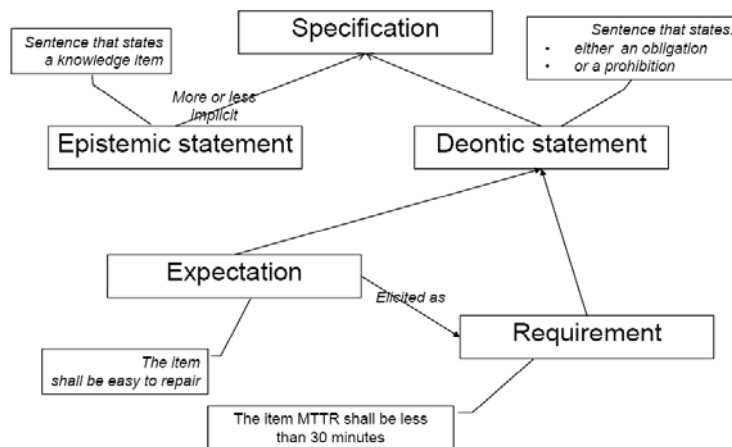 Specification
Sentence that states
a knowledge item
Sentence that states:
• either an obligation
• or a prohibition
More or less
implicit
Epistemic statement
Deontic statement
Expectation
Elicited as
Requirement
The item
shall be easy to repair
The item MTTR shall be less
than 30 minutes